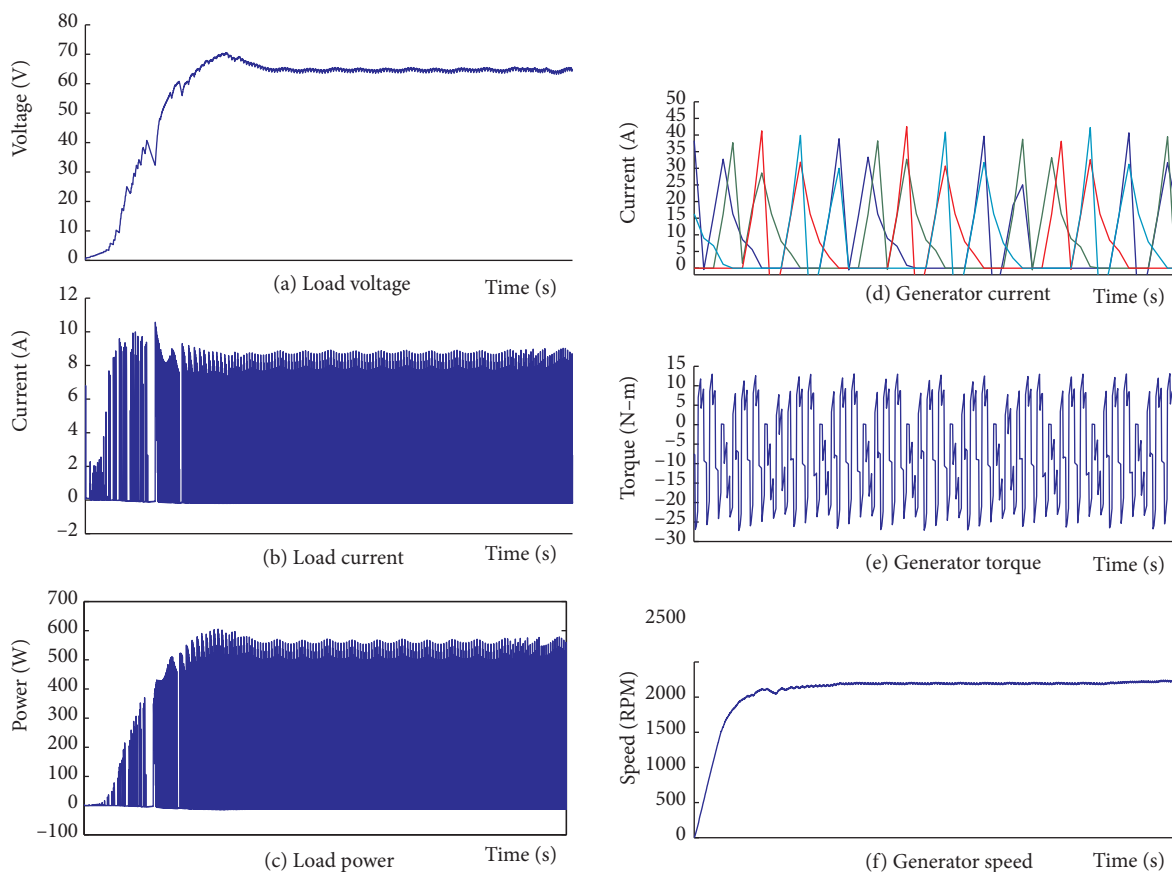 80
70
60
50
40
30
20
10
0
Voltage (V)
(a) Load voltage
Time (s)
12
10
8
6
4
2
0
–2
Current (A)
(b) Load current
Time (s)
700
600
500
400
300
200
100
0
–100
Power (W)
(c) Load power
Time (s)
50
45
40
35
30
25
20
15
10
5
0
Current (A)
(d) Generator current
Time (s)
15
10
5
0
–5
–10
–15
–20
–25
–30
Torque (N–m)
(e) Generator torque
Time (s)
2500
2000
1500
1000
500
0
Speed (RPM)
(f) Generator speed
Time (s)